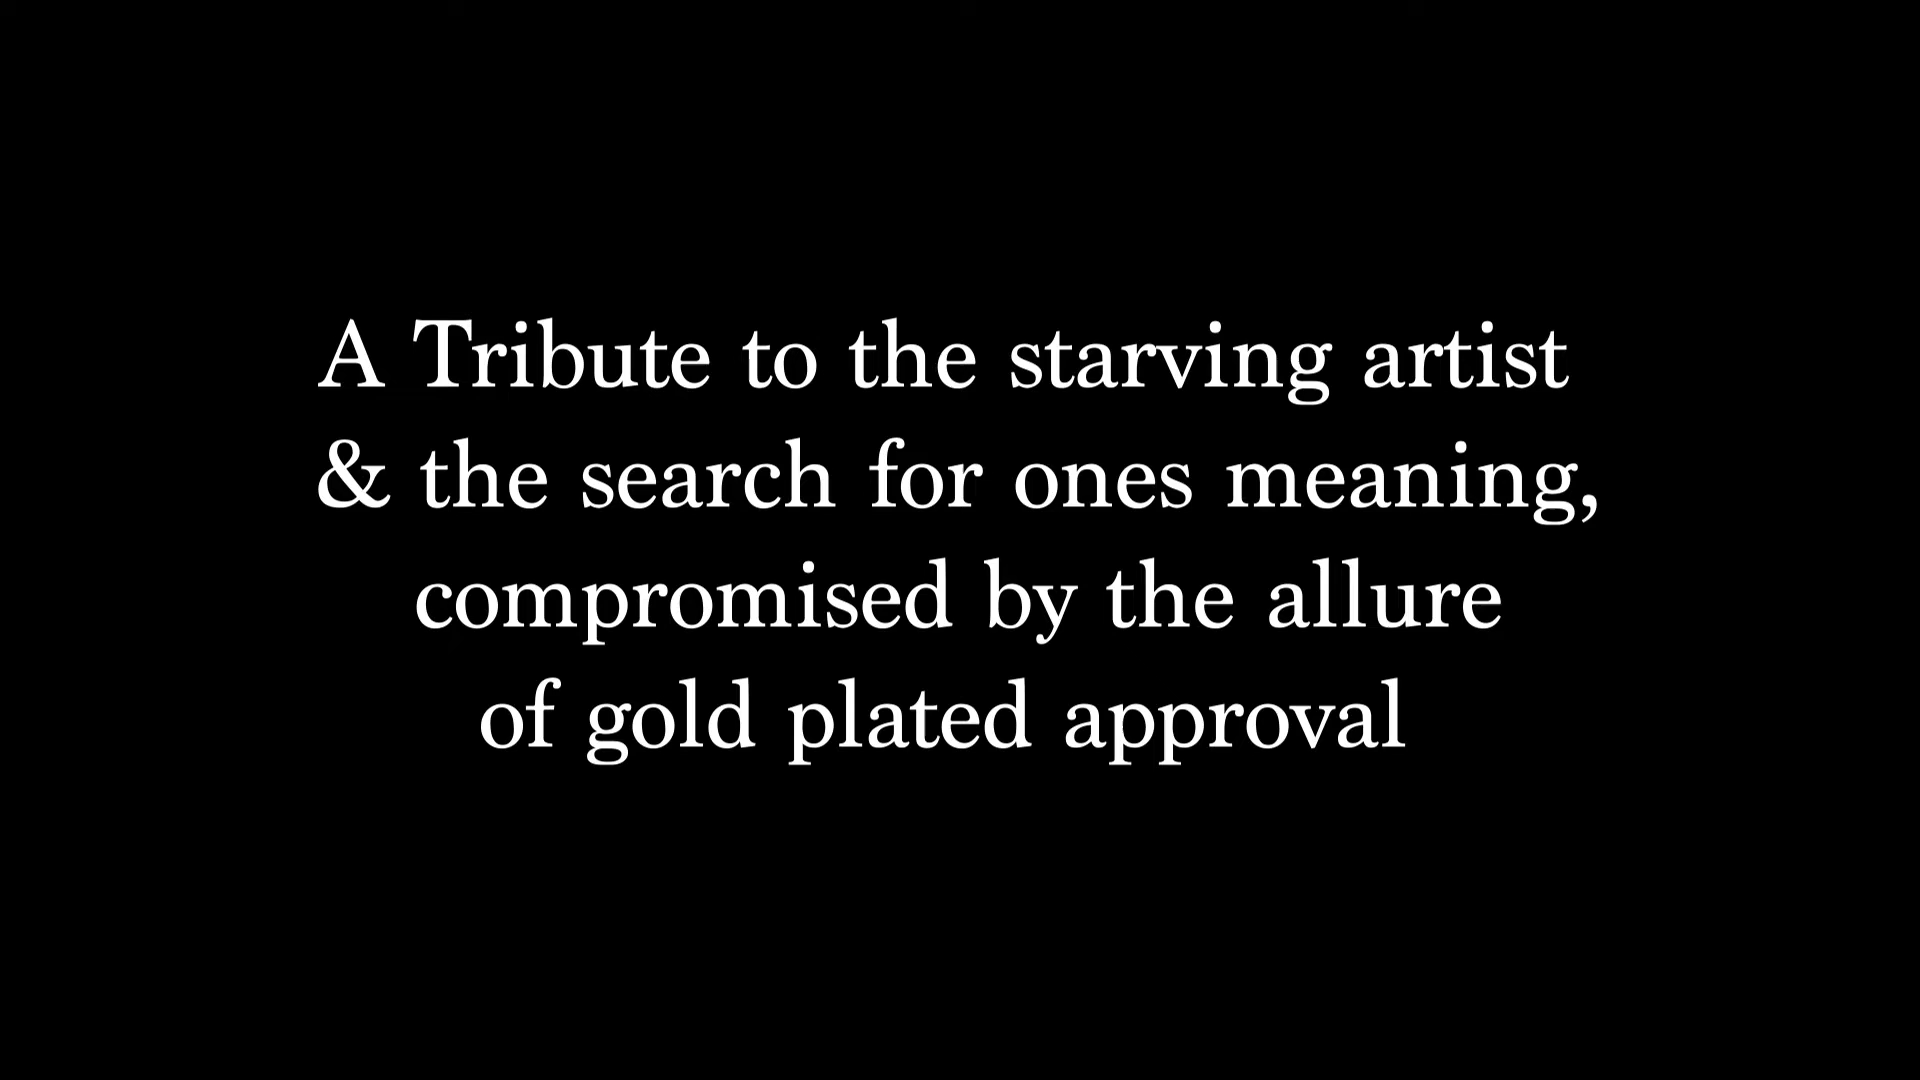 A Tribute to the starving artist
& the search for ones meaning,
compromised by the allure
of gold plated approval